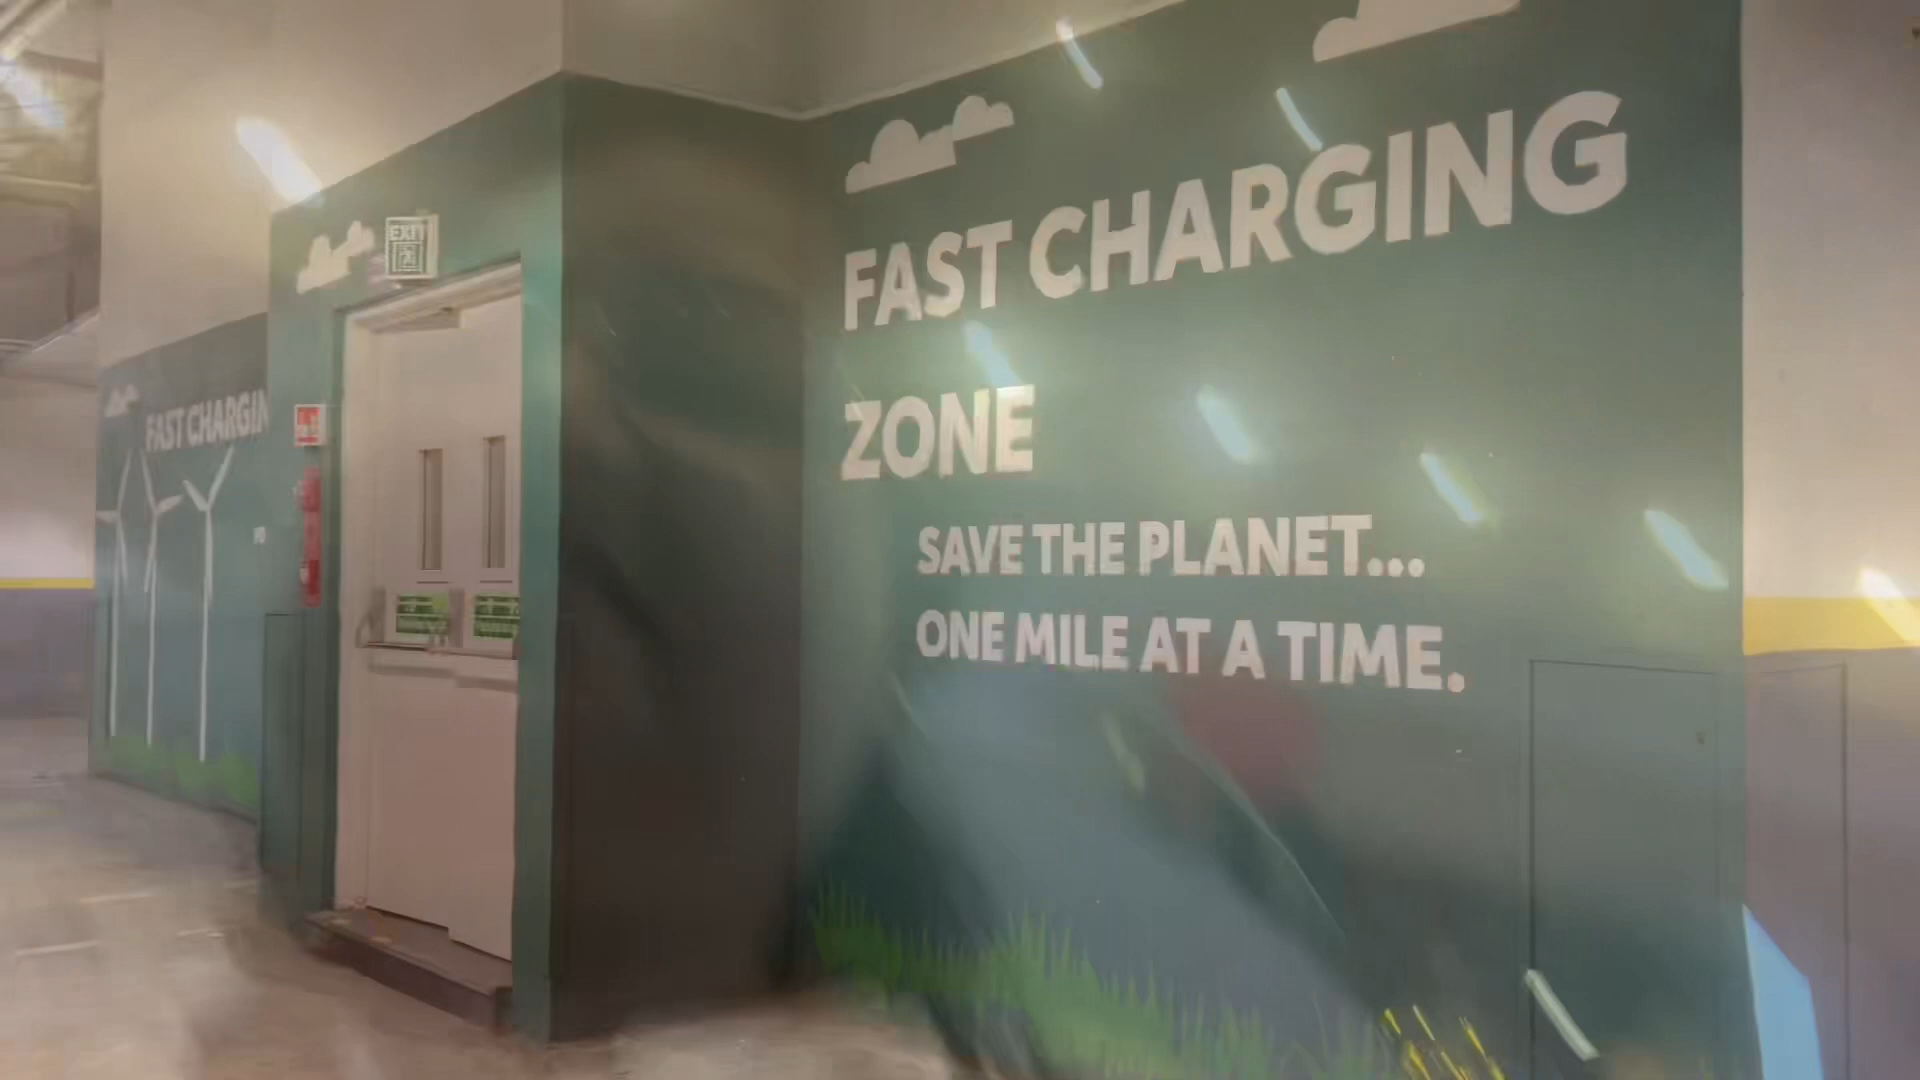 EXIT
FAST CHARGING
ZONE
SAVE THE PLANET...
ONE MILE AT A TIME.
FAST CHARGIN